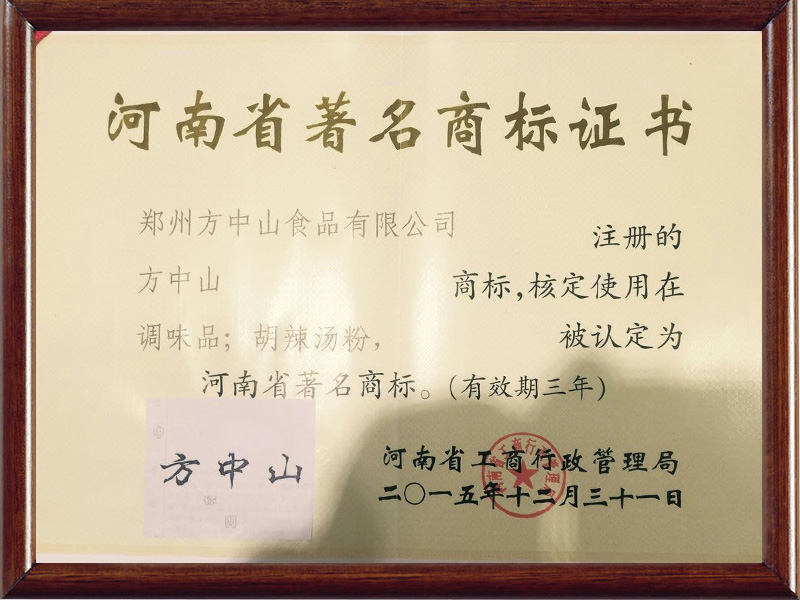 河南省著名商标证书
郑州方中山食品有限公司 注册的
方中山 商标,核定使用在
调味品；胡辣汤粉， 被认定为
河南省著名商标。(有效期三年)
方中山
河南省工商行政管理局
二〇一五年十二月三十一日